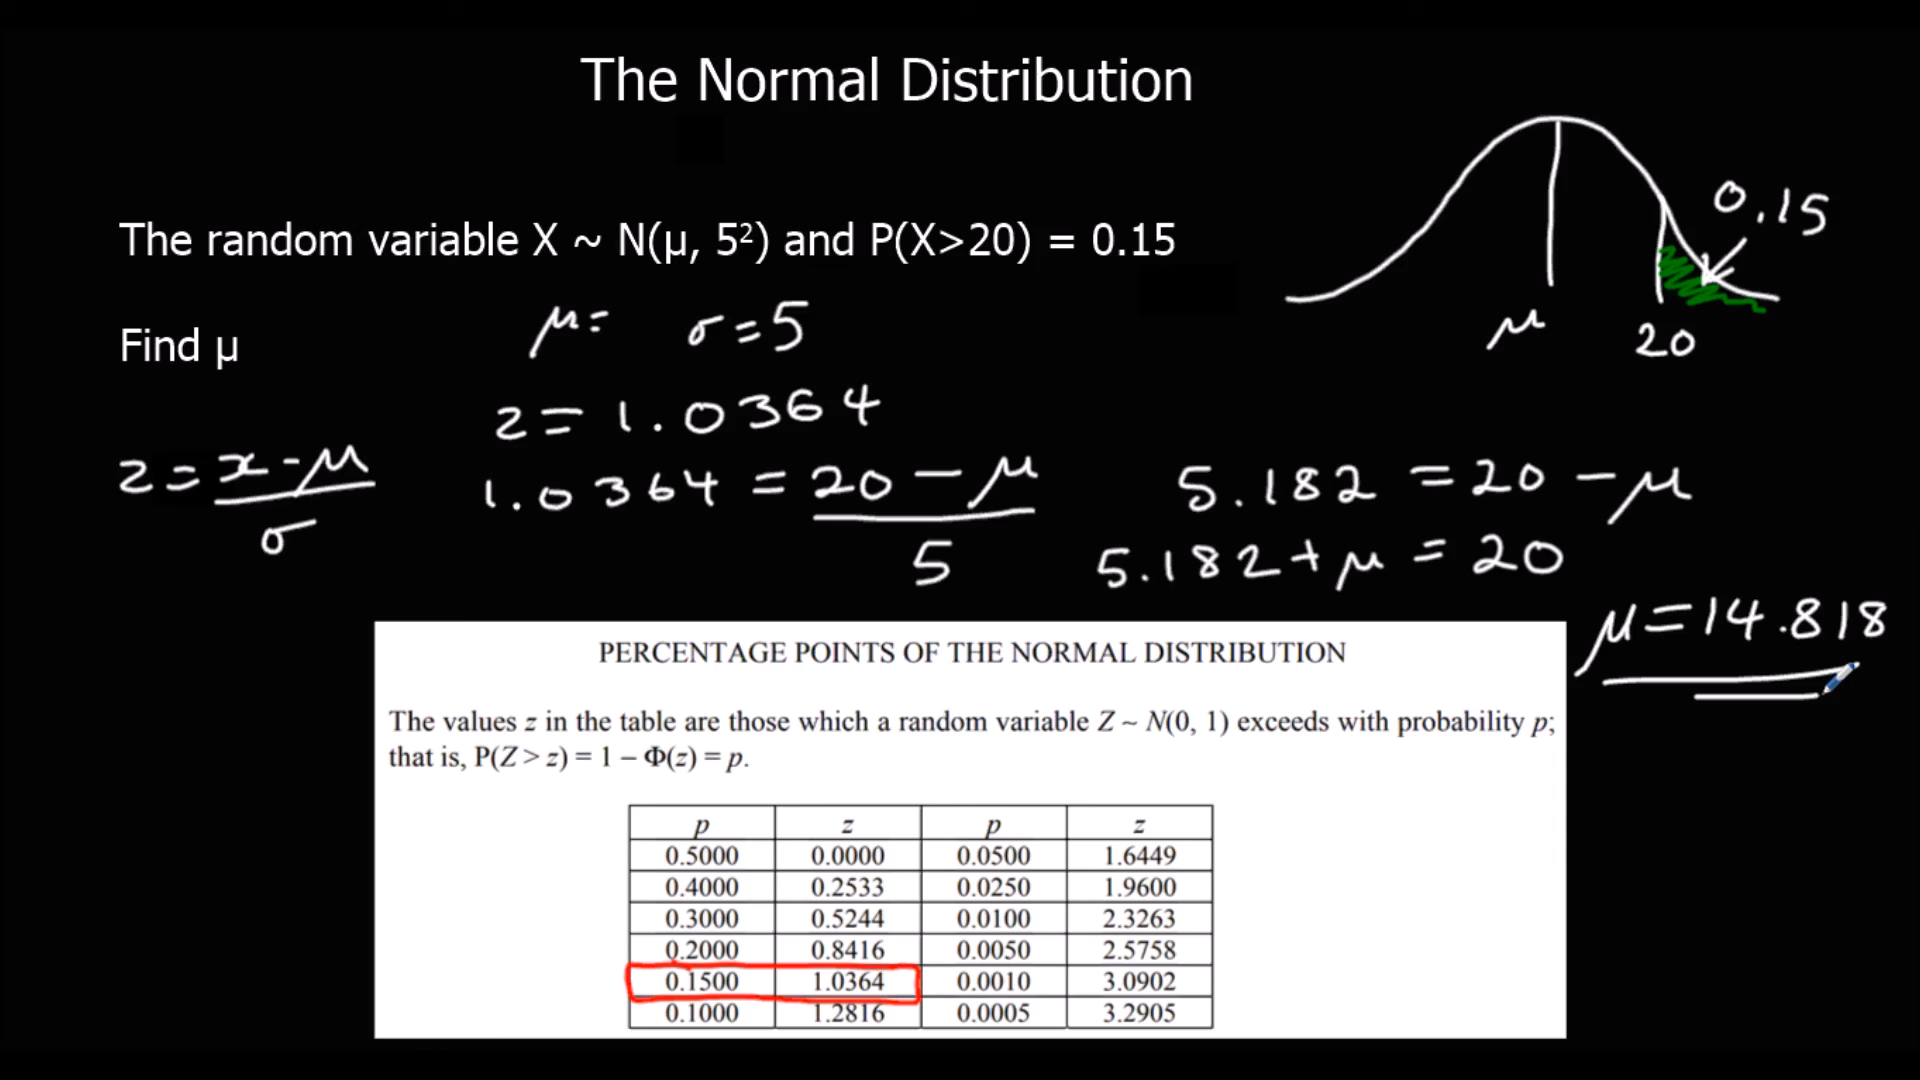 The Normal Distribution
The random variable X ~ N(μ, 5²) and P(X>20) = 0.15
Find μ
μ= σ=5
0.15
μ 20
z = 1.0364
z = x-μ / σ
1.0364 = 20 - μ / 5
5.182 = 20 - μ
5.182 + μ = 20
μ = 14.818
PERCENTAGE POINTS OF THE NORMAL DISTRIBUTION
The values z in the table are those which a random variable Z ~ N(0, 1) exceeds with probability p;
that is, P(Z > z) = 1 – Φ(z) = p.
p z p z
0.5000 0.0000 0.0500 1.6449
0.4000 0.2533 0.0250 1.9600
0.3000 0.5244 0.0100 2.3263
0.2000 0.8416 0.0050 2.5758
0.1500 1.0364 0.0010 3.0902
0.1000 1.2816 0.0005 3.2905